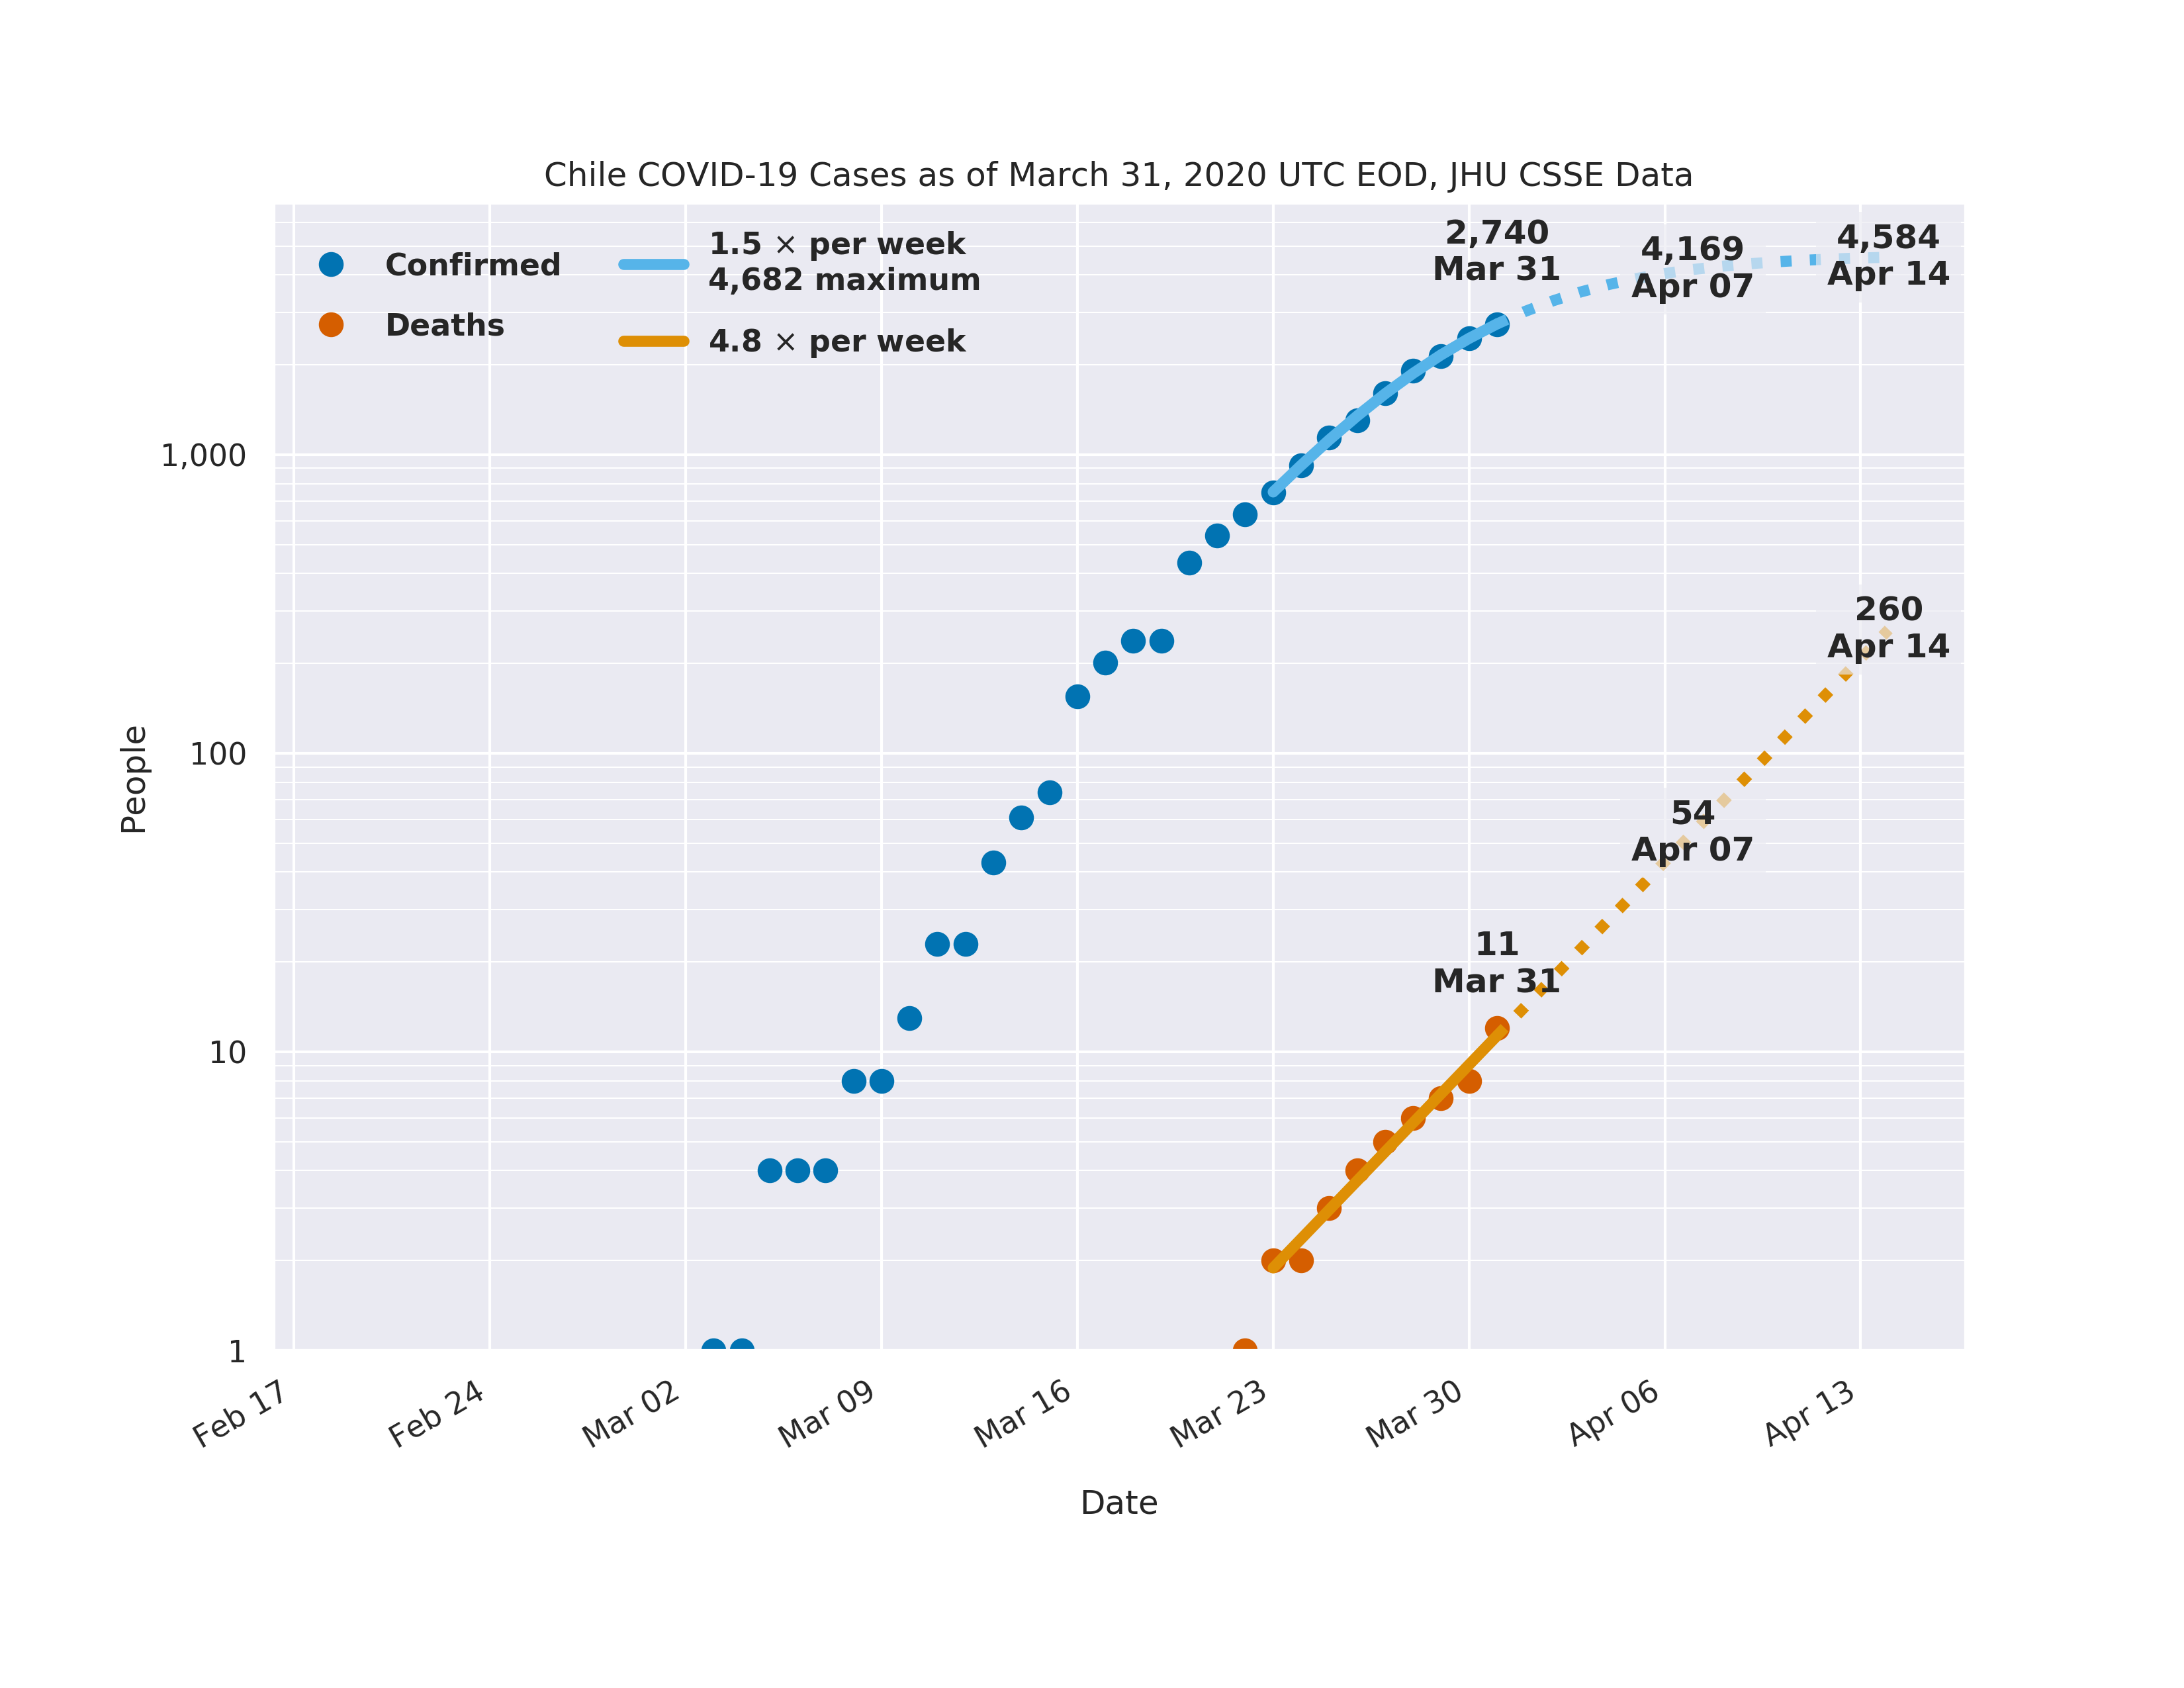 Chile COVID-19 Cases as of March 31, 2020 UTC EOD, JHU CSSE Data
Confirmed
Deaths
1.5 × per week
4,682 maximum
4.8 × per week
2,740
Mar 31
4,169
Apr 07
4,584
Apr 14
260
Apr 14
54
Apr 07
11
Mar 31
People
1,000
100
10
1
Feb 17
Feb 24
Mar 02
Mar 09
Mar 16
Mar 23
Mar 30
Apr 06
Apr 13
Date